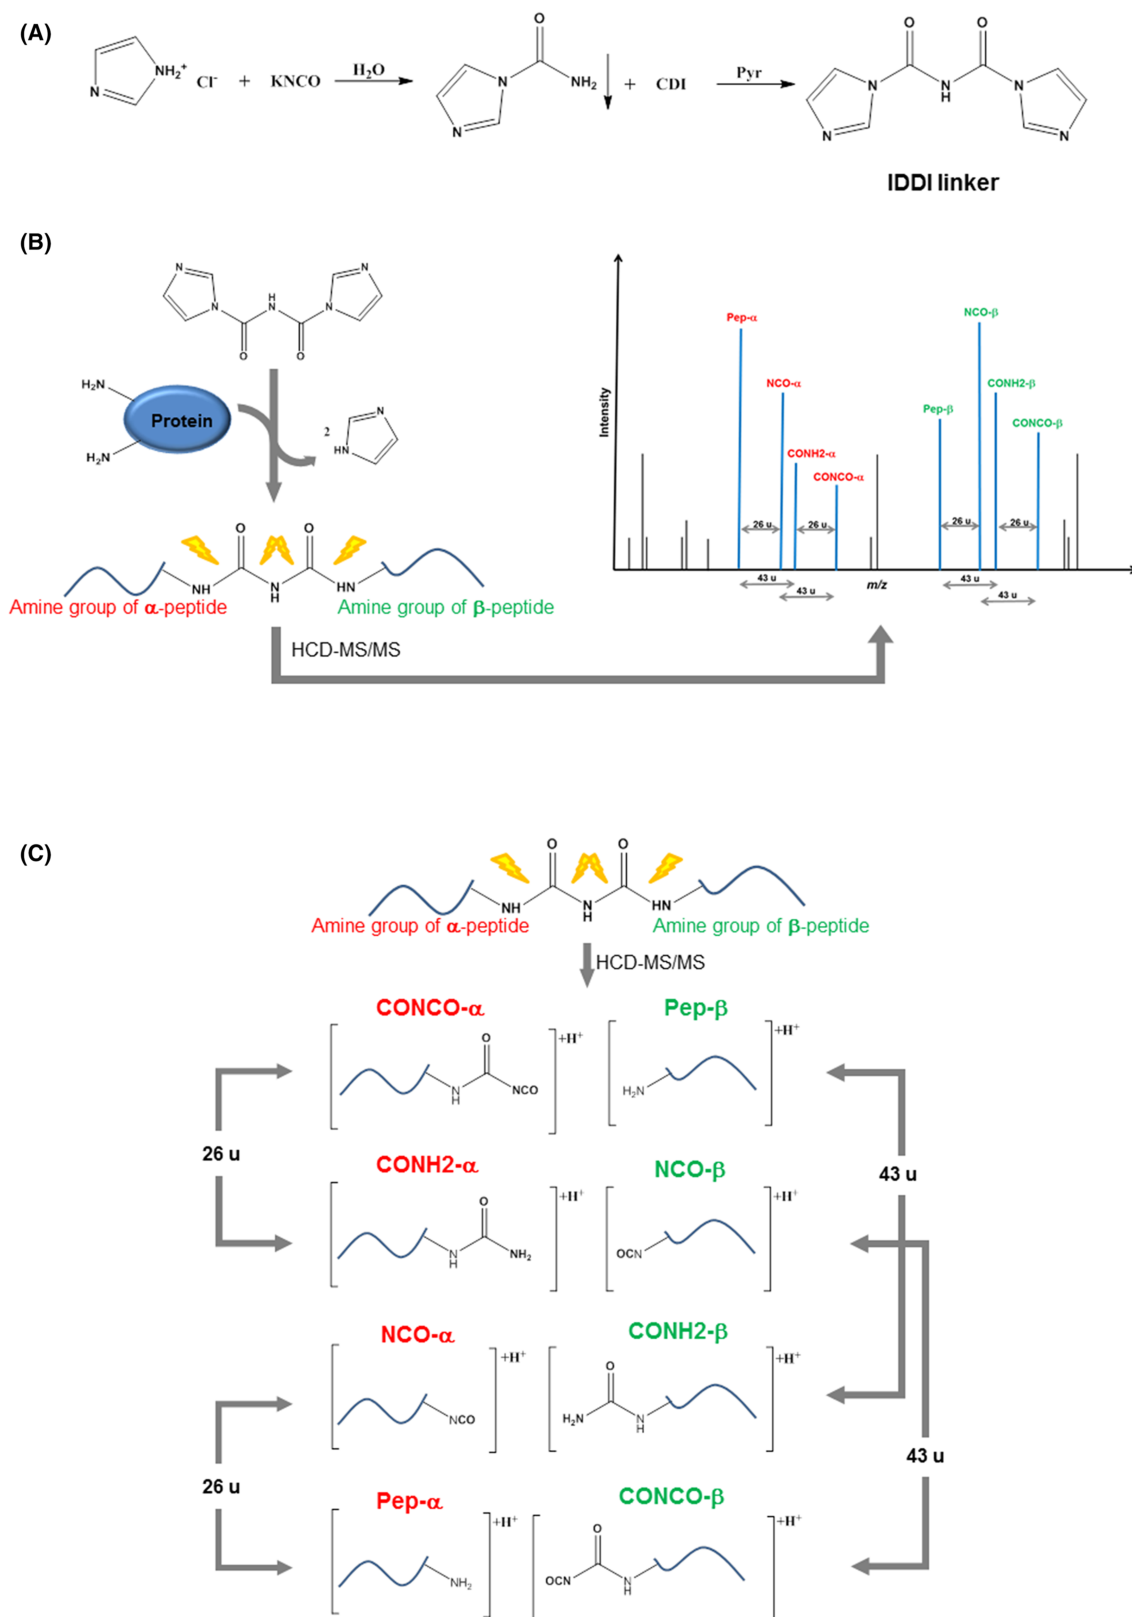 (A)
NH2+ Cl- + KNCO H2O O N NH2 + CDI Pyr O O N N H N
N N N N
IDDI linker
(B)
N N
N H N N
O O
H2N
Protein
H2N
2 N
HN
O O
NH N H HN
Amine group of α-peptide Amine group of β-peptide
HCD-MS/MS
Intensity
Pep-α
NCO-α
CONH2-α
CONCO-α
NCO-β
CONH2-β
Pep-β
CONCO-β
26 u 26 u 26 u 26 u
43 u m/z 43 u
43 u 43 u
(C)
O O
NH N H HN
Amine group of α-peptide Amine group of β-peptide
HCD-MS/MS
CONCO-α Pep-β
+H+ +H+
O
N H NCO H2N
26 u
43 u
CONH2-α NCO-β
+H+ +H+
O
N H NH2 OCN
NCO-α CONH2-β
+H+ +H+
O
NCO H2N N H
26 u
43 u
Pep-α CONCO-β
+H+ +H+
O
NH2 OCN N H